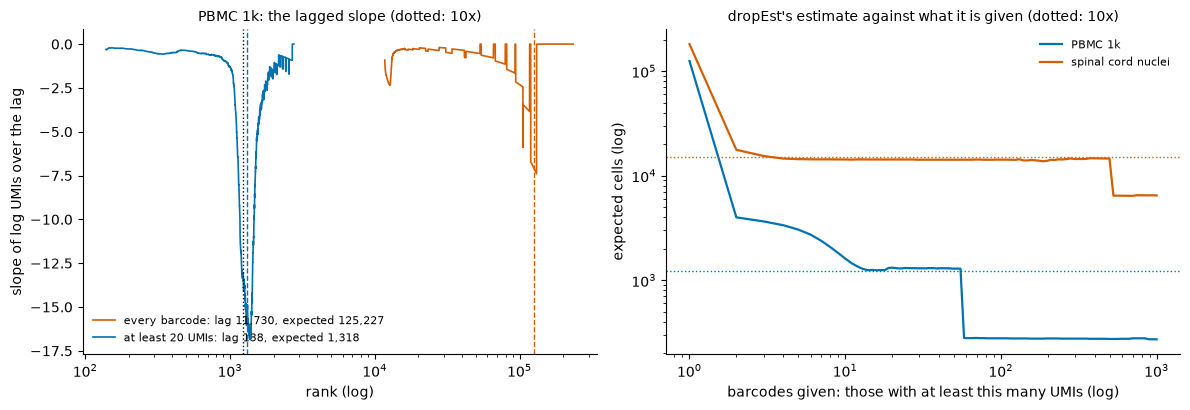 PBMC 1k: the lagged slope (dotted: 10x)
slope of log UMIs over the lag
0.0
−2.5
−5.0
−7.5
−10.0
−12.5
−15.0
−17.5
every barcode: lag 11,730, expected 125,227
at least 20 UMIs: lag 138, expected 1,318
10² 10³ 10⁴ 10⁵
rank (log)
dropEst's estimate against what it is given (dotted: 10x)
PBMC 1k
spinal cord nuclei
expected cells (log)
10⁵
10⁴
10³
10⁰ 10¹ 10² 10³
barcodes given: those with at least this many UMIs (log)